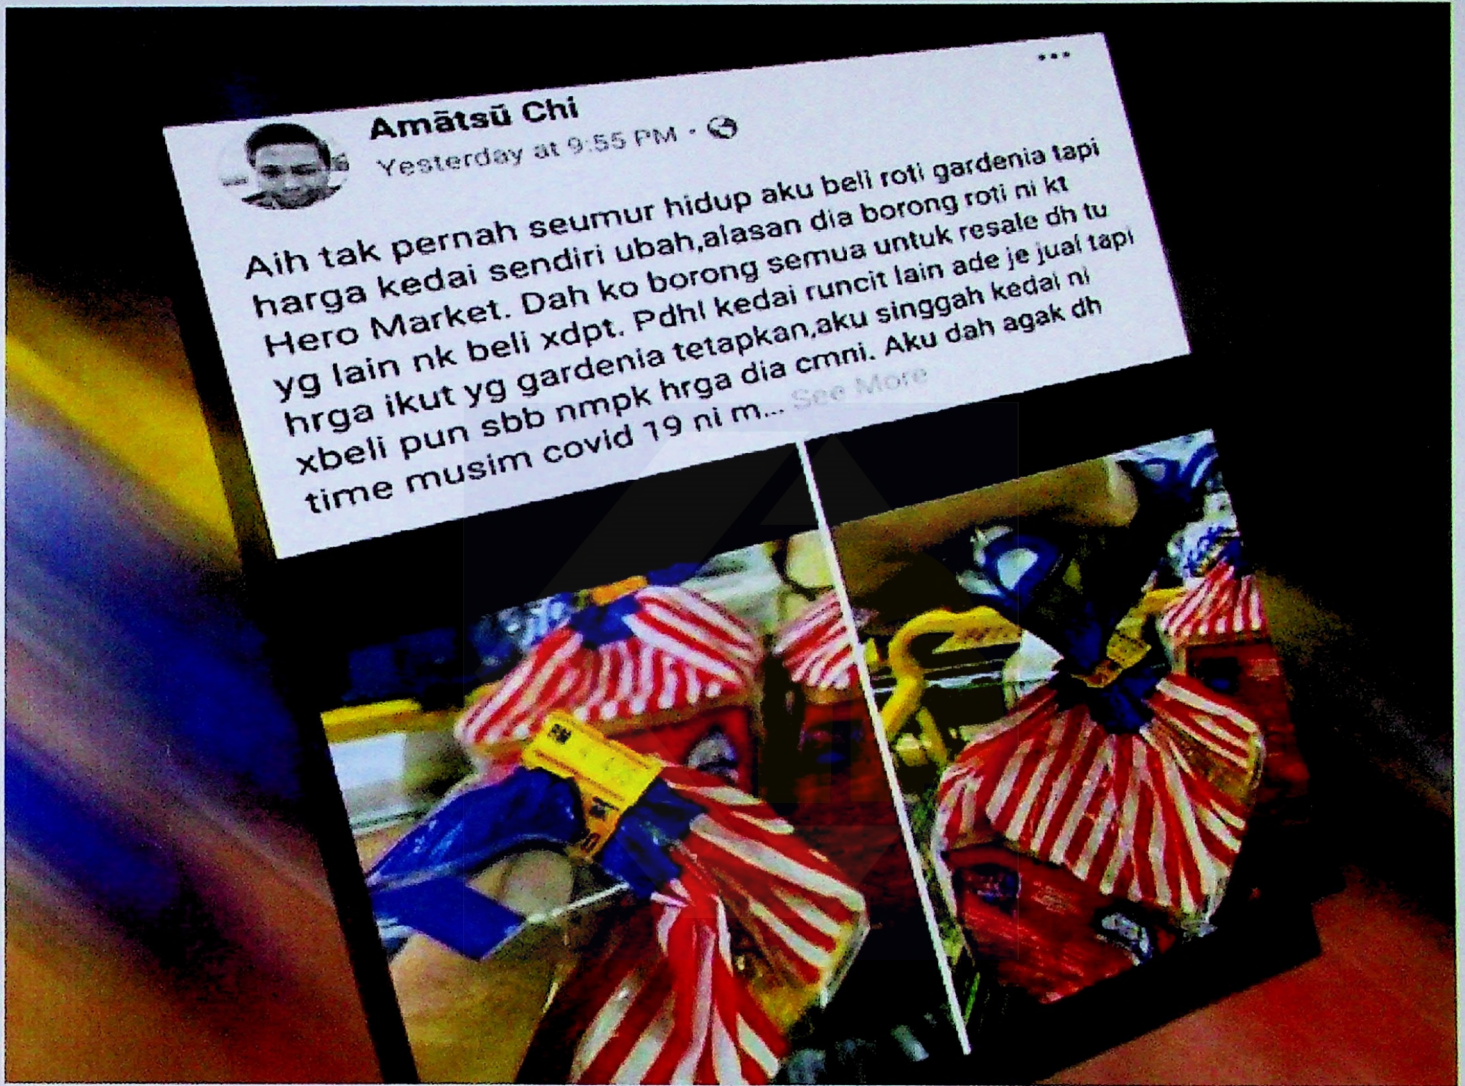 Amātsū Chi
Yesterday at 9:55 PM ·
Aih tak pernah seumur hidup aku beli roti gardenia tapi
harga kedai sendiri ubah,alasan dia borong roti ni kt
Hero Market. Dah ko borong semua untuk resale dh tu
yg lain nk beli xdpt. Pdhl kedai runcit lain ade je jual tapi
hrga ikut yg gardenia tetapkan,aku singgah kedai ni
xbeli pun sbb nmpk hrga dia cmni. Aku dah agak dh
time musim covid 19 ni m... See More